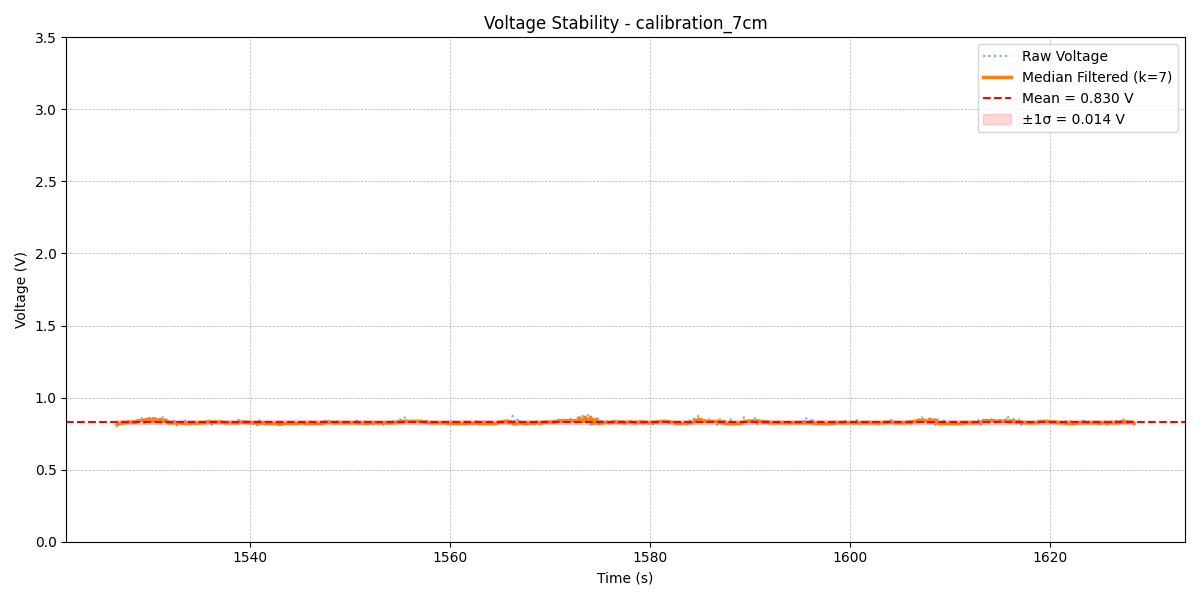 Voltage Stability - calibration_7cm
3.5
3.0
2.5
2.0
1.5
1.0
0.5
0.0
Voltage (V)
Raw Voltage
Median Filtered (k=7)
Mean = 0.830 V
±1σ = 0.014 V
1540 1560 1580 1600 1620
Time (s)